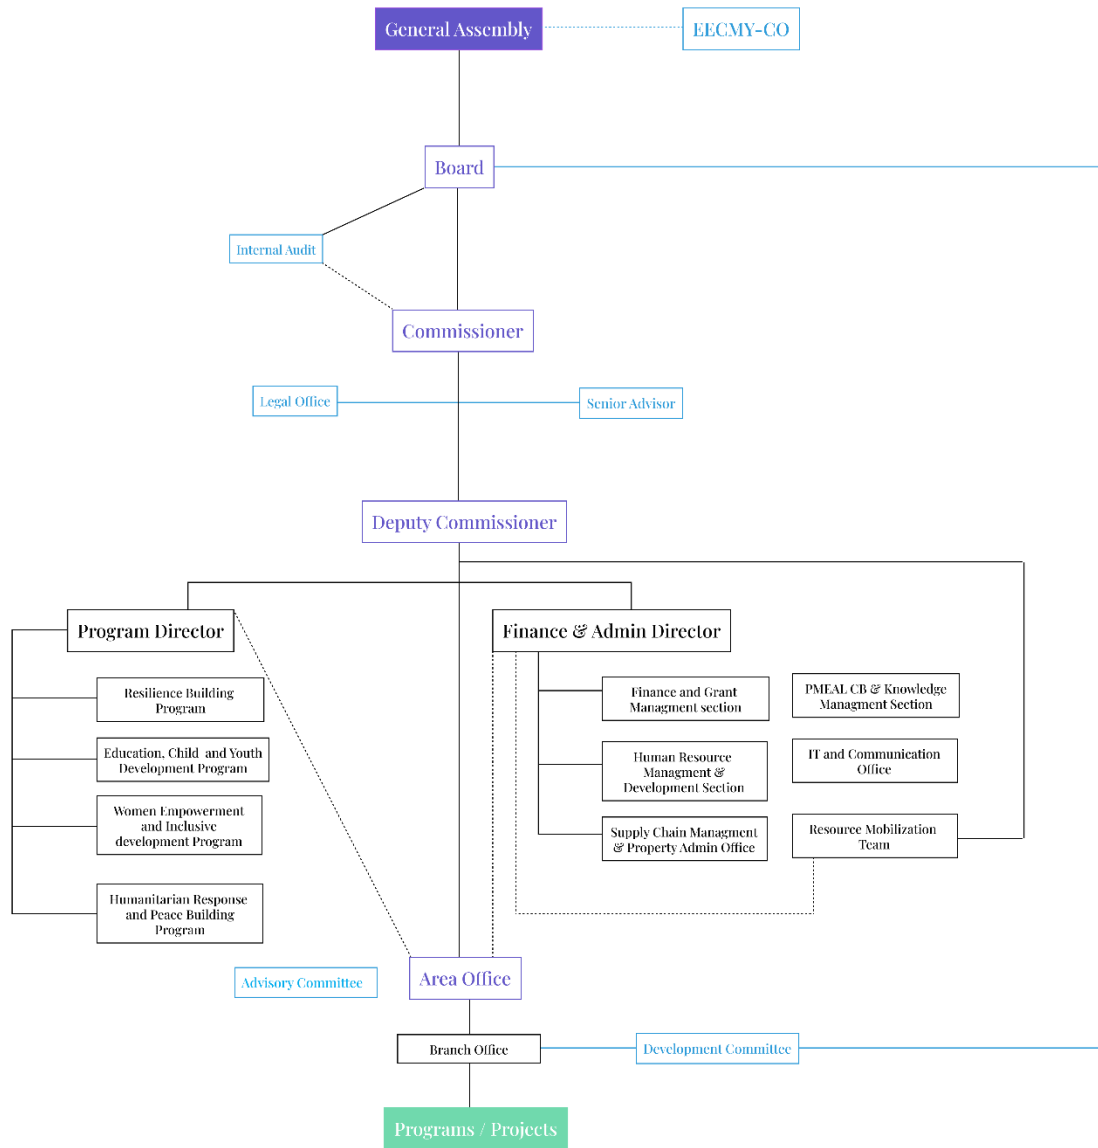 General Assembly
EECMY-CO
Board
Internal Audit
Commissioner
Legal Office
Senior Advisor
Deputy Commissioner
Program Director
Finance & Admin Director
Resilience Building
Program
Education, Child and Youth
Development Program
Women Empowerment
and Inclusive
development Program
Humanitarian Response
and Peace Building
Program
Finance and Grant
Managment section
Human Resource
Managment &
Development Section
Supply Chain Managment
& Property Admin Office
PMEAL CB & Knowledge
Managment Section
IT and Communication
Office
Resource Mobilization
Team
Advisory Committee
Area Office
Branch Office
Development Committee
Programs / Projects